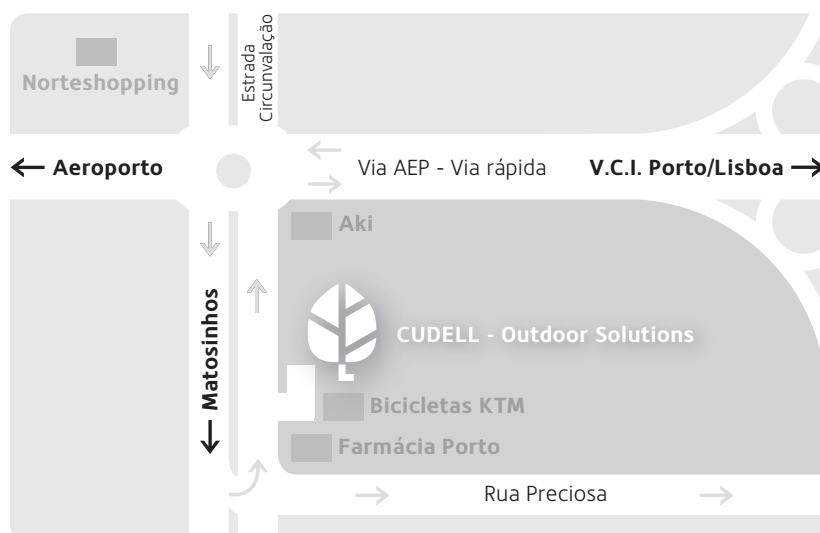 Estrada
Circunvalação
Norteshopping
Aeroporto
Via AEP - Via rápida
V.C.I. Porto/Lisboa
Aki
Matosinhos
CUDELL - Outdoor Solutions
Bicicletas KTM
Farmácia Porto
Rua Preciosa